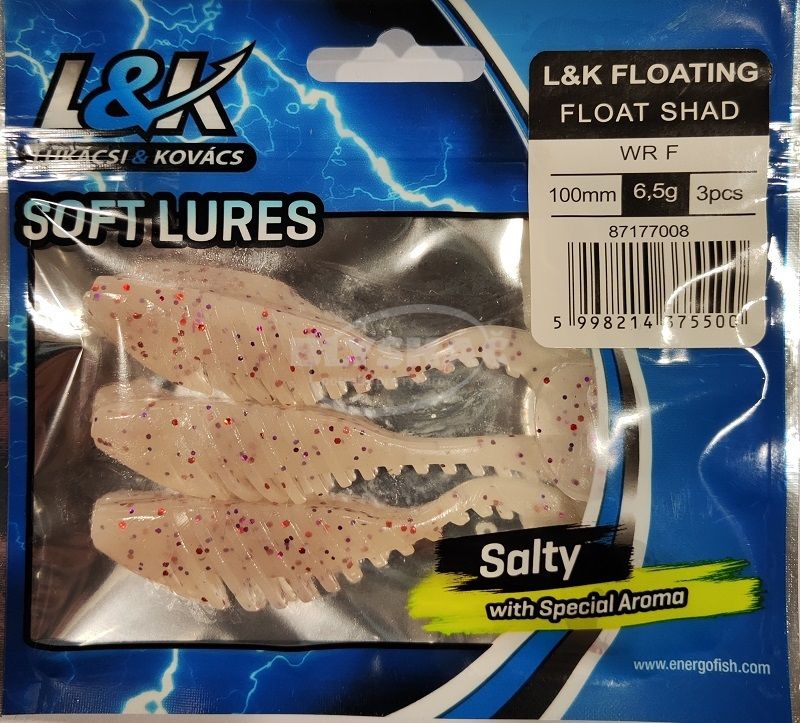 L&K
LUKÁCSI & KOVÁCS
SOFT LURES
L&K FLOATING
FLOAT SHAD
WR F
100mm 6,5g 3pcs
87177008
5 998214 375500
Salty
with Special Aroma
www.energofish.com